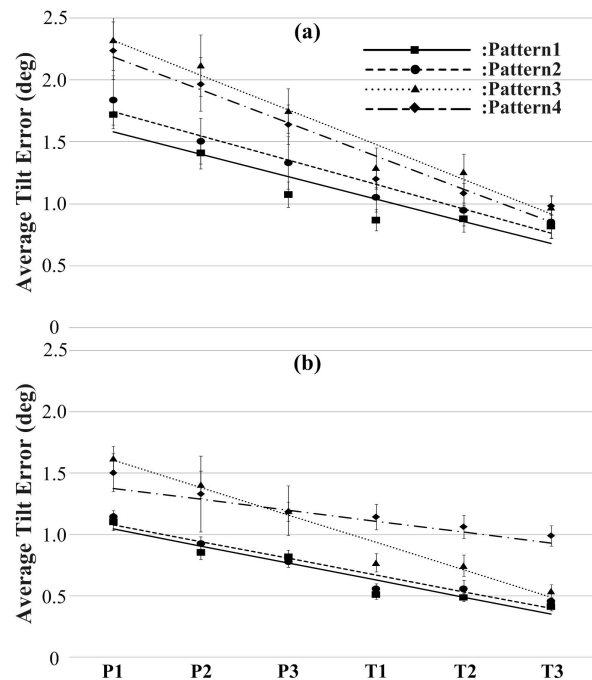 2.5
(a)
:Pattern1
:Pattern2
:Pattern3
:Pattern4
2.0
1.5
1.0
0.5
0
Average Tilt Error (deg)
2.5
(b)
2.0
1.5
1.0
0.5
0
Average Tilt Error (deg)
P1 P2 P3 T1 T2 T3